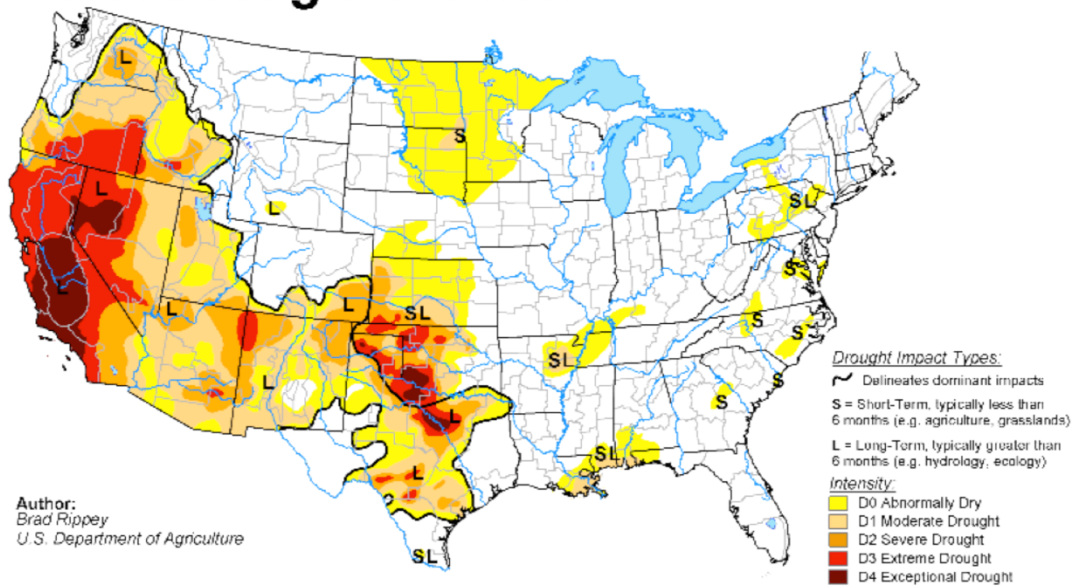 L
S
L
L
SL
S
L
L
L
SL
S
S
SL
L
S
S
L
L
SL
SL
Drought Impact Types:
Delineates dominant impacts
S = Short-Term, typically less than
6 months (e.g. agriculture, grasslands)
L = Long-Term, typically greater than
6 months (e.g. hydrology, ecology)
Intensity:
D0 Abnormally Dry
D1 Moderate Drought
D2 Severe Drought
D3 Extreme Drought
D4 Exceptional Drought
Author:
Brad Rippey
U.S. Department of Agriculture